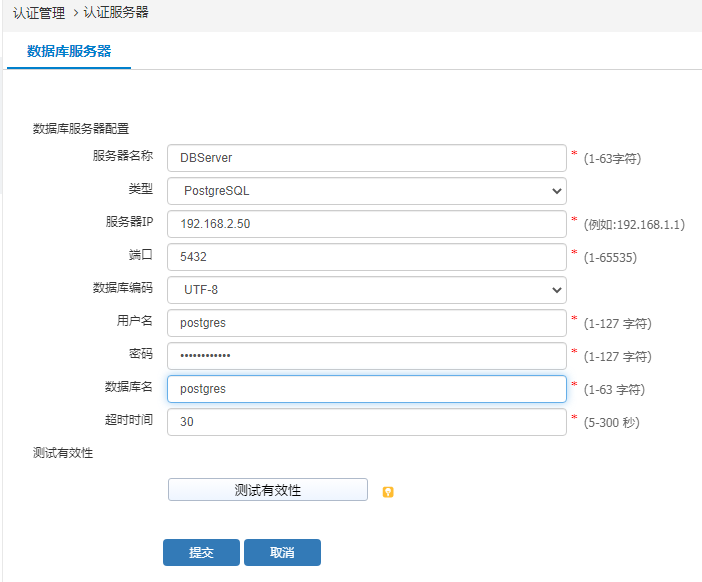 认证管理 > 认证服务器
数据库服务器
数据库服务器配置
服务器名称 DBServer * (1-63字符)
类型 PostgreSQL
服务器IP 192.168.2.50 * (例如:192.168.1.1)
端口 5432 * (1-65535)
数据库编码 UTF-8
用户名 postgres * (1-127 字符)
密码 •••••••••••• * (1-127 字符)
数据库名 postgres * (1-63 字符)
超时时间 30 * (5-300 秒)
测试有效性
测试有效性
提交 取消